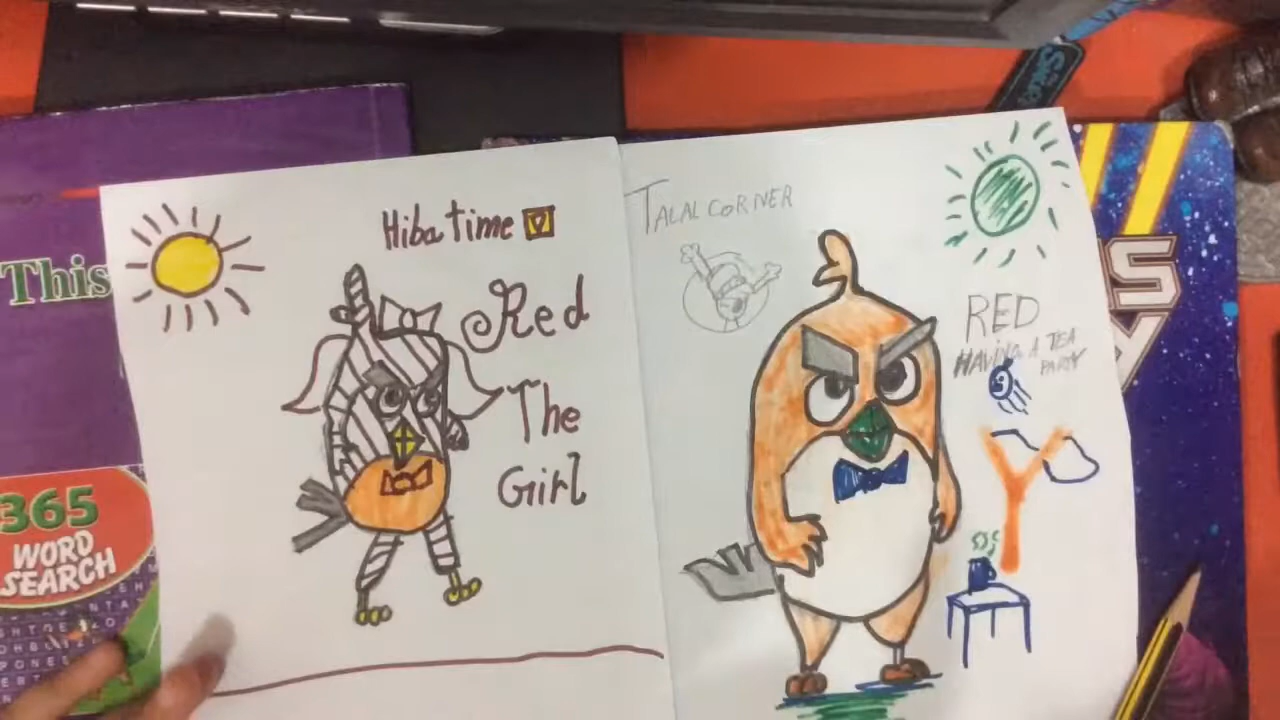 This
365
WORD
SEARCH
Hiba time
Red
The
Girl
TALAL CORNER
RED
HAVING A TEA
PARTY